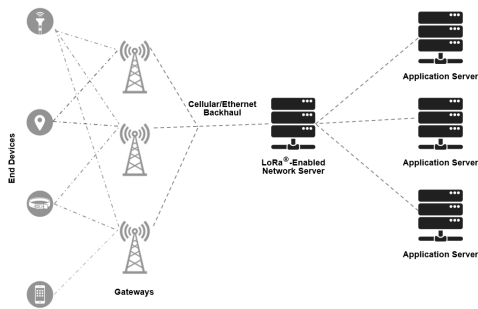 End Devices
Gateways
Cellular/Ethernet
Backhaul
LoRa®-Enabled
Network Server
Application Server
Application Server
Application Server